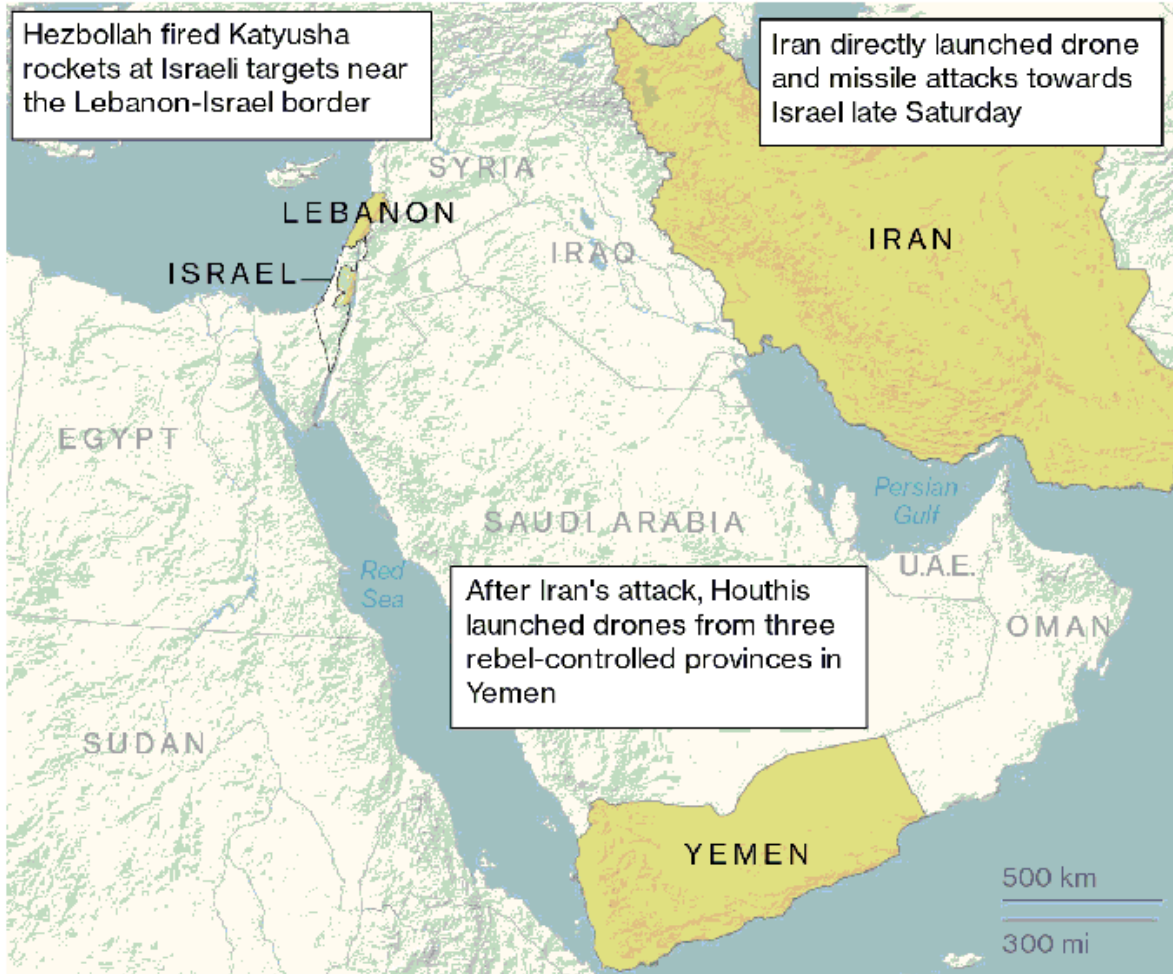 Hezbollah fired Katyusha
rockets at Israeli targets near
the Lebanon-Israel border
Iran directly launched drone
and missile attacks towards
Israel late Saturday
SYRIA
LEBANON
IRAN
IRAQ
ISRAEL
EGYPT
Persian
Gulf
SAUDI ARABIA
U.A.E.
Red
Sea
After Iran's attack, Houthis
launched drones from three
rebel-controlled provinces in
Yemen
OMAN
SUDAN
YEMEN
500 km
300 mi